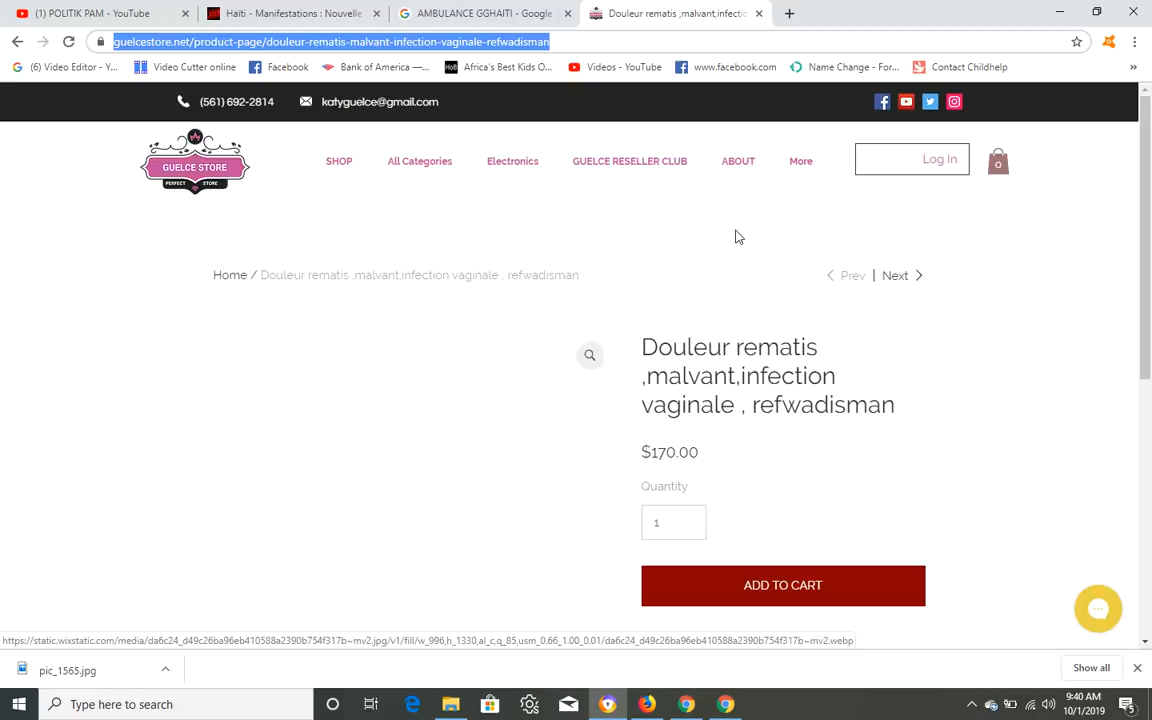 (1) POLITIK PAM - YouTube
Haïti - Manifestations : Nouvelle
AMBULANCE GGHAITI - Google
Douleur rematis ,malvant,infectio
guelcestore.net/product-page/douleur-rematis-malvant-infection-vaginale-refwadisman
(6) Video Editor - Y...
Video Cutter online
Facebook
Bank of America —...
Africa's Best Kids O...
Videos - YouTube
www.facebook.com
Name Change - For...
Contact Childhelp
»
(561) 692-2814
katyguelce@gmail.com
GUELCE STORE
PERFECT STORE
SHOP
All Categories
Electronics
GUELCE RESELLER CLUB
ABOUT
More
Log In
0
Home / Douleur rematis ,malvant,infection vaginale , refwadisman
Prev | Next
Douleur rematis
,malvant,infection
vaginale , refwadisman
$170.00
Quantity
1
ADD TO CART
https://static.wixstatic.com/media/da6c24_d49c26ba96eb410588a2390b754f317b~mv2.jpg/v1/fill/w_996,h_1330,al_c,q_85,usm_0.66_1.00_0.01/da6c24_d49c26ba96eb410588a2390b754f317b~mv2.webp
pic_1565.jpg
Show all
Type here to search
9:40 AM
10/1/2019
5